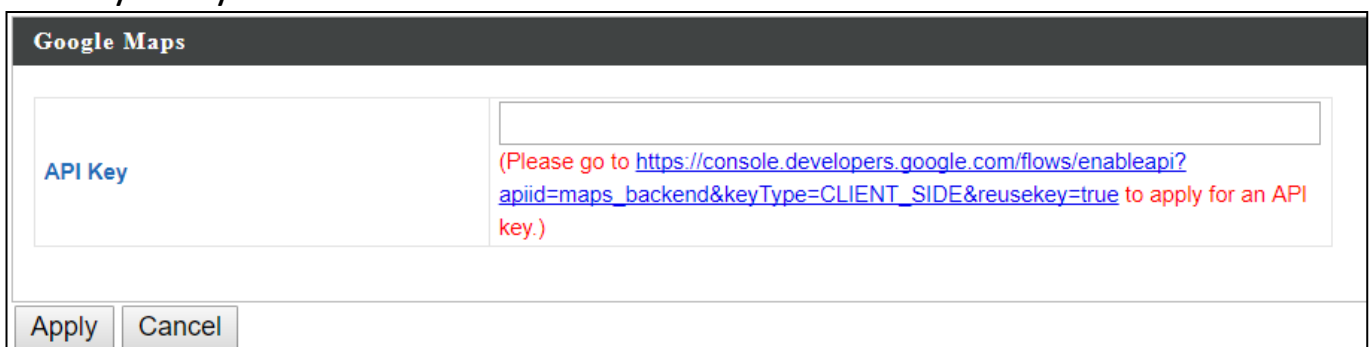 Google Maps
API Key
(Please go to https://console.developers.google.com/flows/enableapi?
apiid=maps_backend&keyType=CLIENT_SIDE&reusekey=true to apply for an API
key.)
Apply Cancel